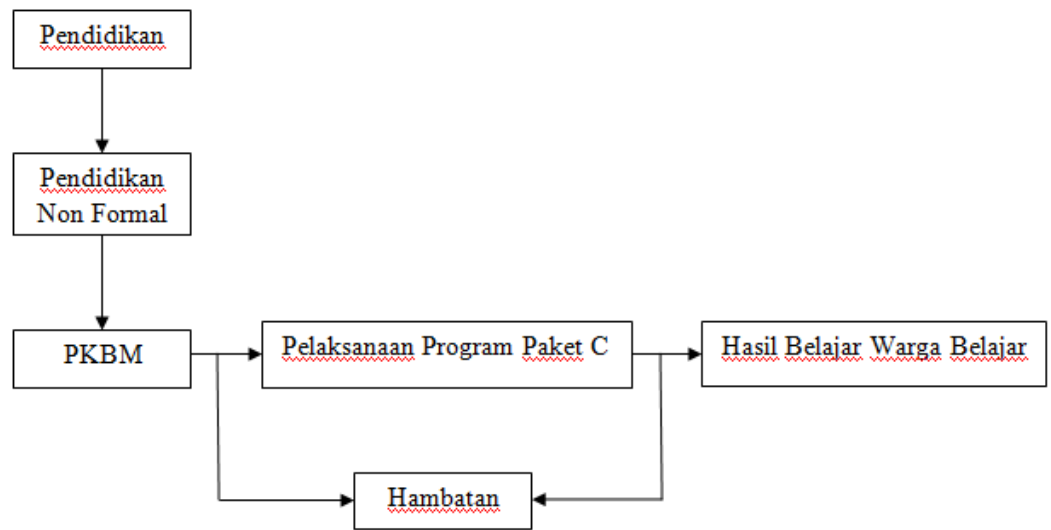 Pendidikan
Pendidikan
Non Formal
PKBM
Pelaksanaan Program Paket C
Hasil Belajar Warga Belajar
Hambatan